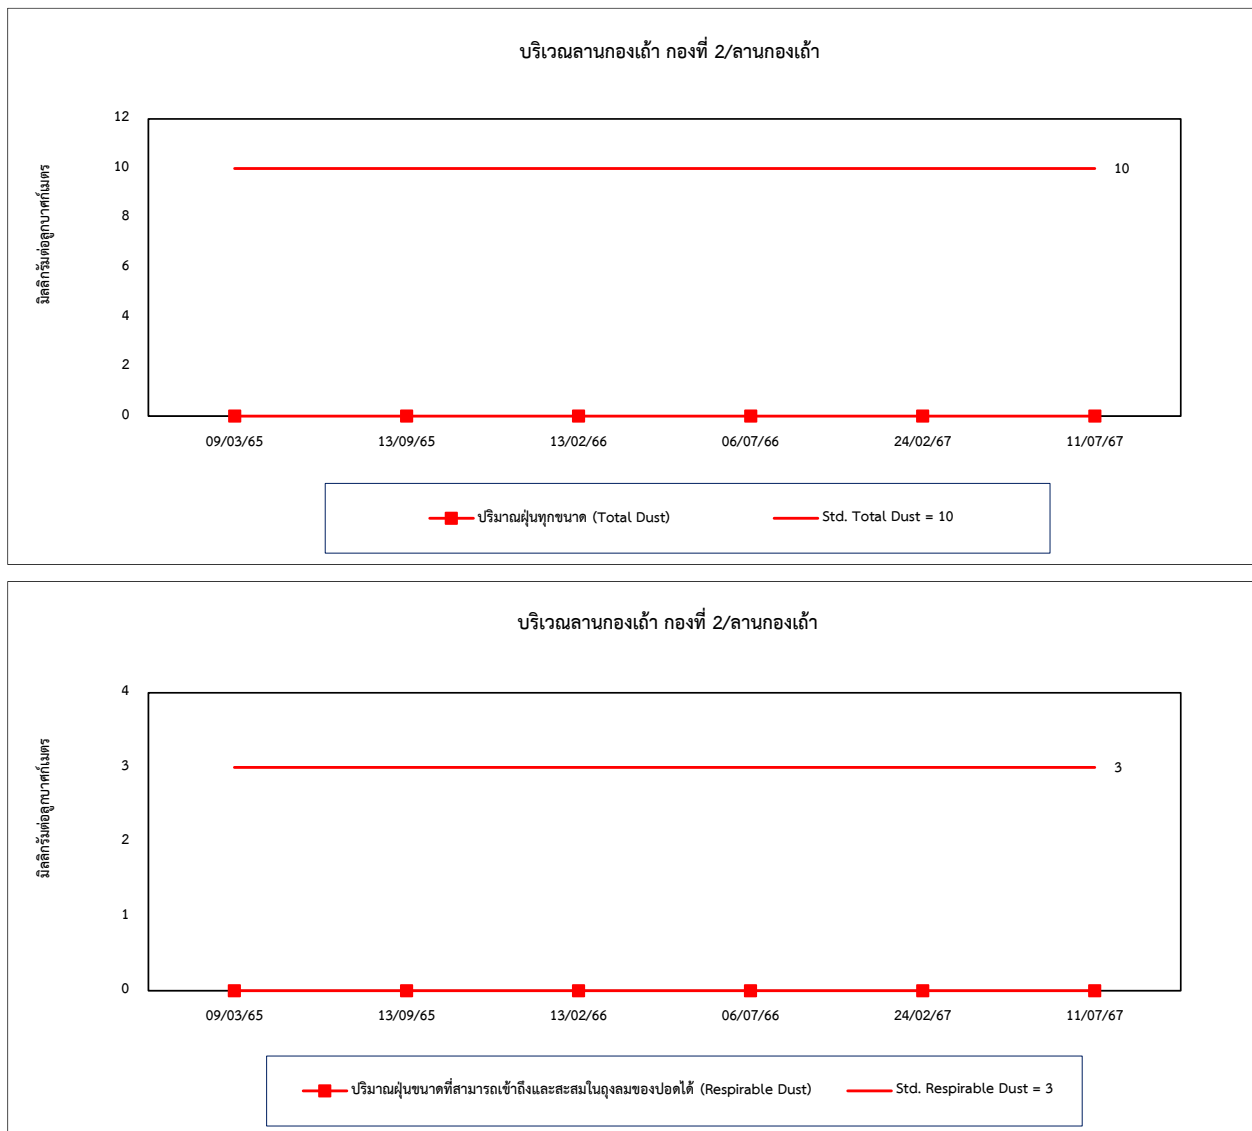 บริเวณลานกองเถ้า กองที่ 2/ลานกองเถ้า
มิลลิกรัมต่อลูกบาศก์เมตร
12
10
8
6
4
2
0
10
09/03/65 13/09/65 13/02/66 06/07/66 24/02/67 11/07/67
ปริมาณฝุ่นทุกขนาด (Total Dust) Std. Total Dust = 10
บริเวณลานกองเถ้า กองที่ 2/ลานกองเถ้า
มิลลิกรัมต่อลูกบาศก์เมตร
4
3
2
1
0
3
09/03/65 13/09/65 13/02/66 06/07/66 24/02/67 11/07/67
ปริมาณฝุ่นขนาดที่สามารถเข้าถึงและสะสมในถุงลมของปอดได้ (Respirable Dust) Std. Respirable Dust = 3